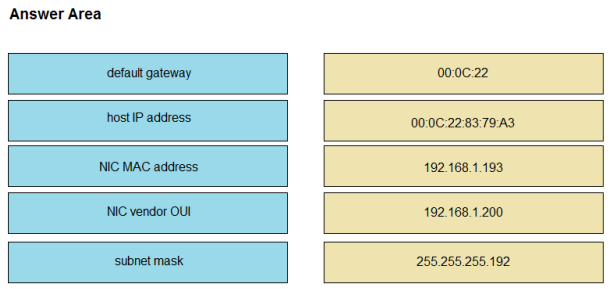 Answer Area
default gateway
00:0C:22
host IP address
00:0C:22:83:79:A3
NIC MAC address
192.168.1.193
NIC vendor OUI
192.168.1.200
subnet mask
255.255.255.192